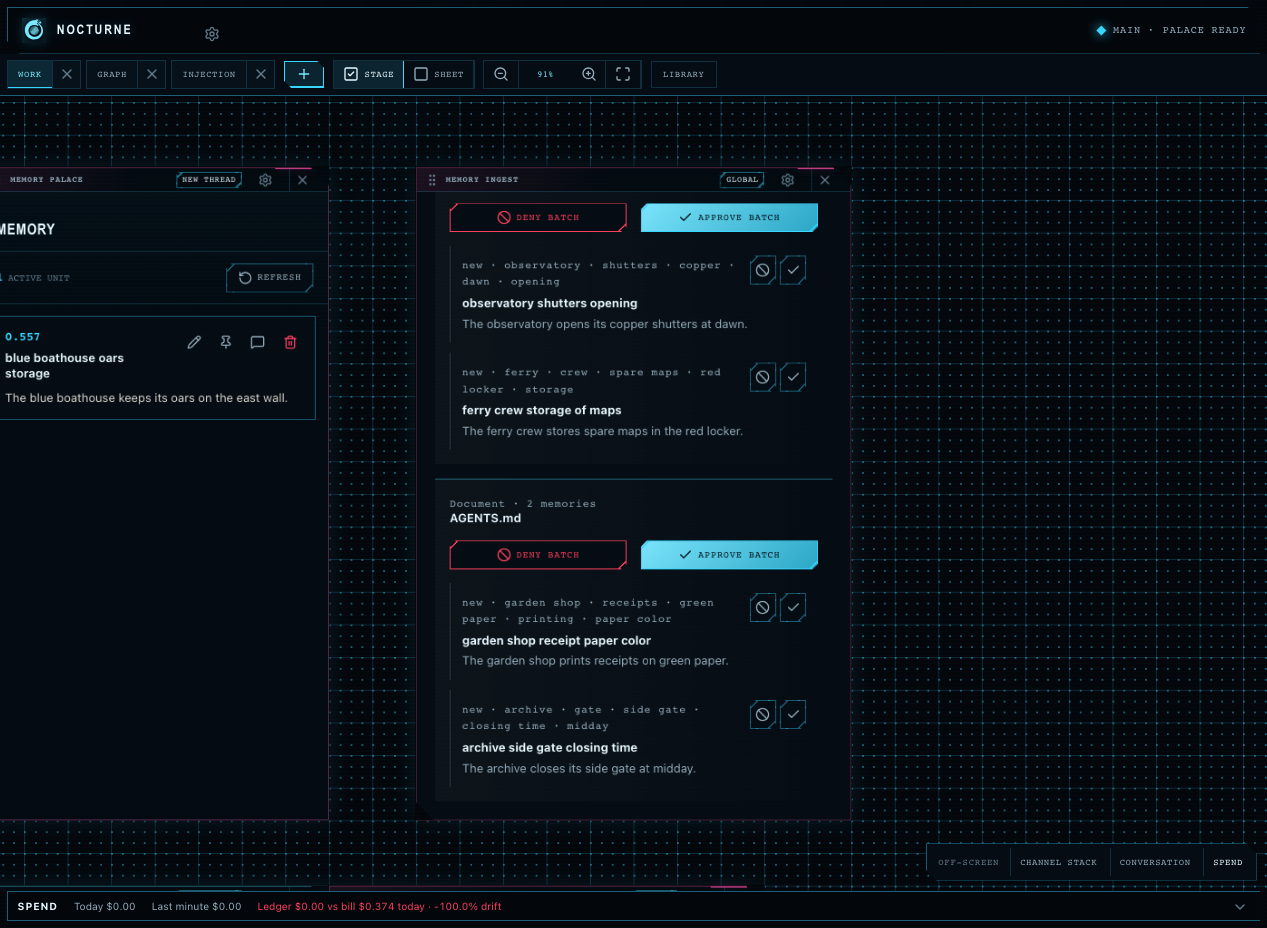 NOCTURNE
MAIN · PALACE READY
WORK
GRAPH
INJECTION
STAGE
SHEET
91%
LIBRARY
MEMORY PALACE
NEW THREAD
MEMORY
ACTIVE UNIT
REFRESH
0.557
blue boathouse oars
storage
The blue boathouse keeps its oars on the east wall.
MEMORY INGEST
GLOBAL
DENY BATCH
APPROVE BATCH
new · observatory · shutters · copper ·
dawn · opening
observatory shutters opening
The observatory opens its copper shutters at dawn.
new · ferry · crew · spare maps · red
locker · storage
ferry crew storage of maps
The ferry crew stores spare maps in the red locker.
Document · 2 memories
AGENTS.md
DENY BATCH
APPROVE BATCH
new · garden shop · receipts · green
paper · printing · paper color
garden shop receipt paper color
The garden shop prints receipts on green paper.
new · archive · gate · side gate ·
closing time · midday
archive side gate closing time
The archive closes its side gate at midday.
OFF-SCREEN
CHANNEL STACK
CONVERSATION
SPEND
SPEND
Today $0.00
Last minute $0.00
Ledger $0.00 vs bill $0.374 today · -100.0% drift